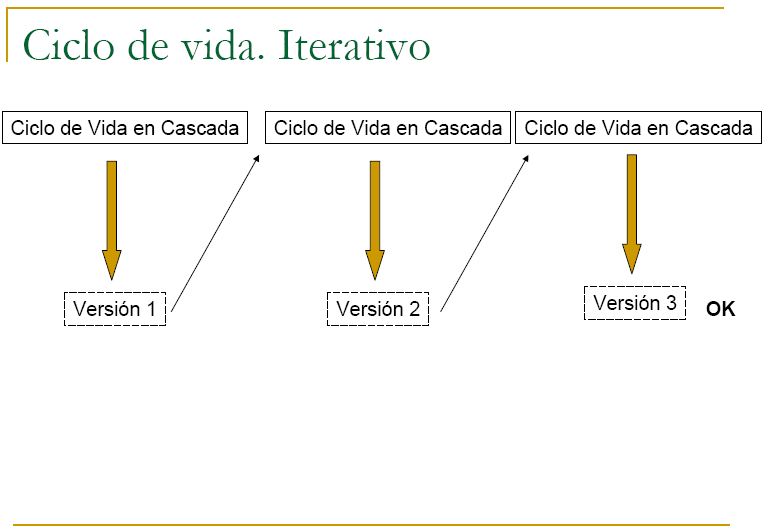 Ciclo de vida. Iterativo
Ciclo de Vida en Cascada
Ciclo de Vida en Cascada
Ciclo de Vida en Cascada
Versión 1
Versión 2
Versión 3
OK